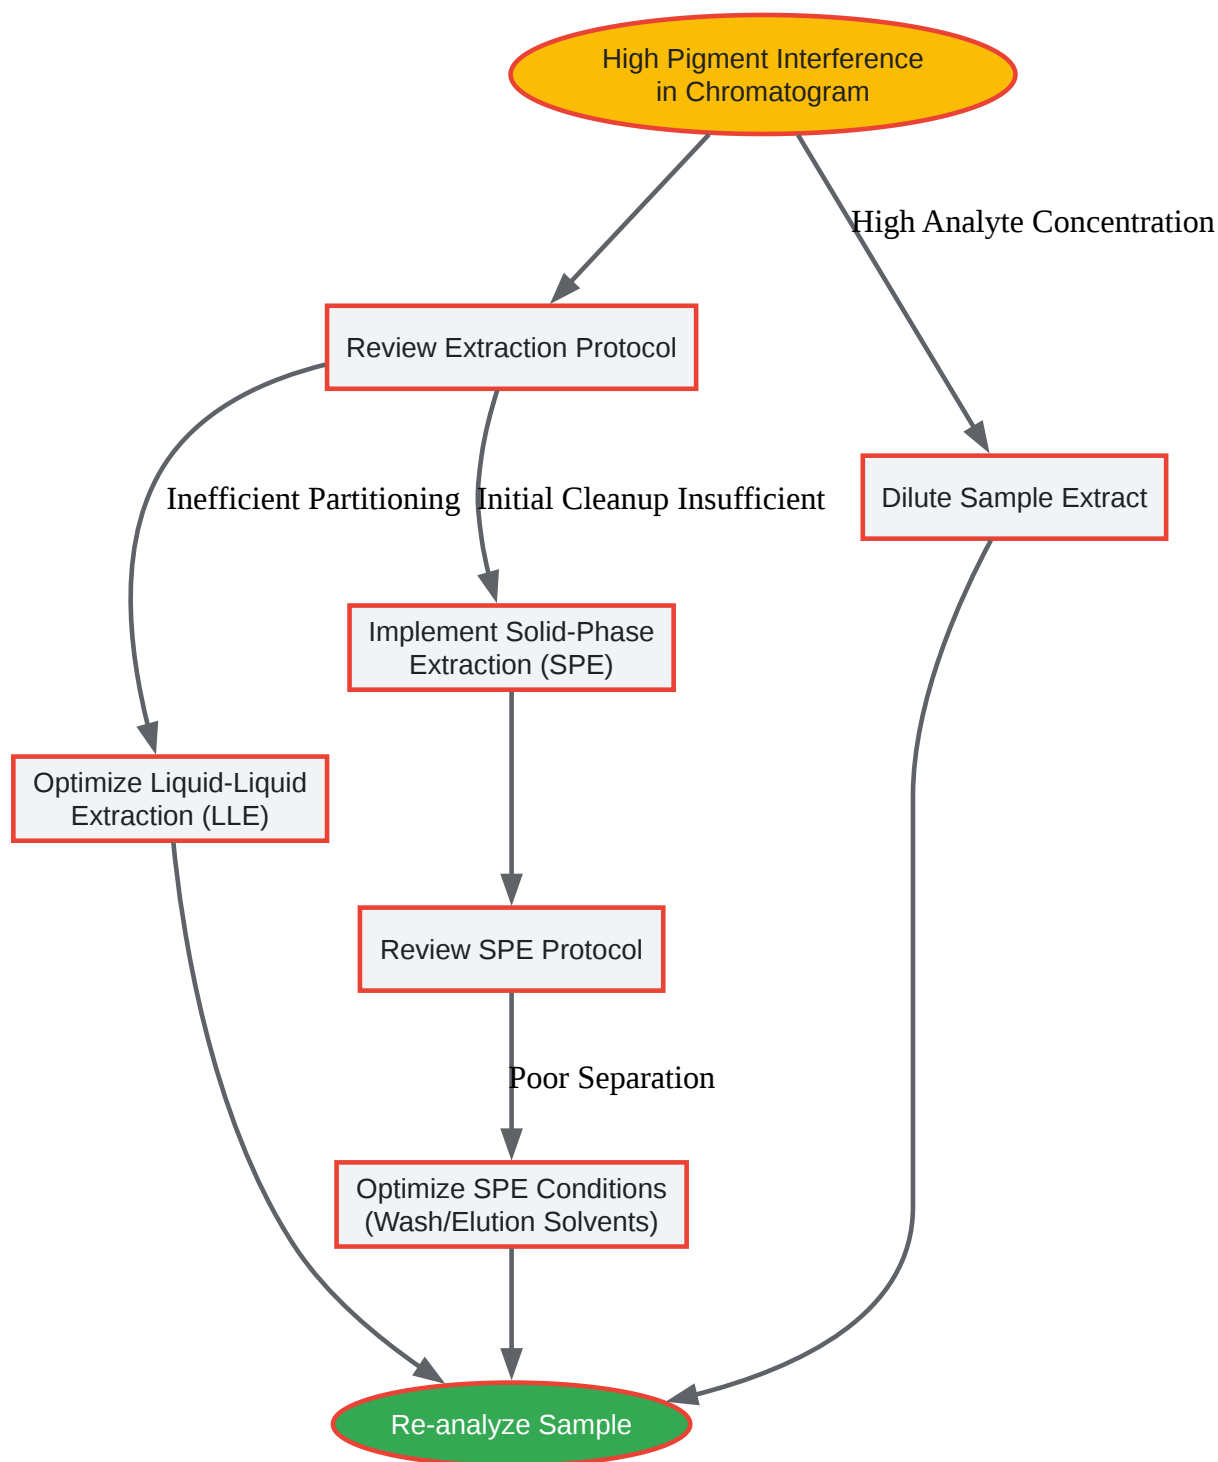 High Pigment Interference
in Chromatogram
High Analyte Concentration
Review Extraction Protocol
Inefficient Partitioning
Initial Cleanup Insufficient
Dilute Sample Extract
Implement Solid-Phase
Extraction (SPE)
Optimize Liquid-Liquid
Extraction (LLE)
Review SPE Protocol
Poor Separation
Optimize SPE Conditions
(Wash/Elution Solvents)
Re-analyze Sample